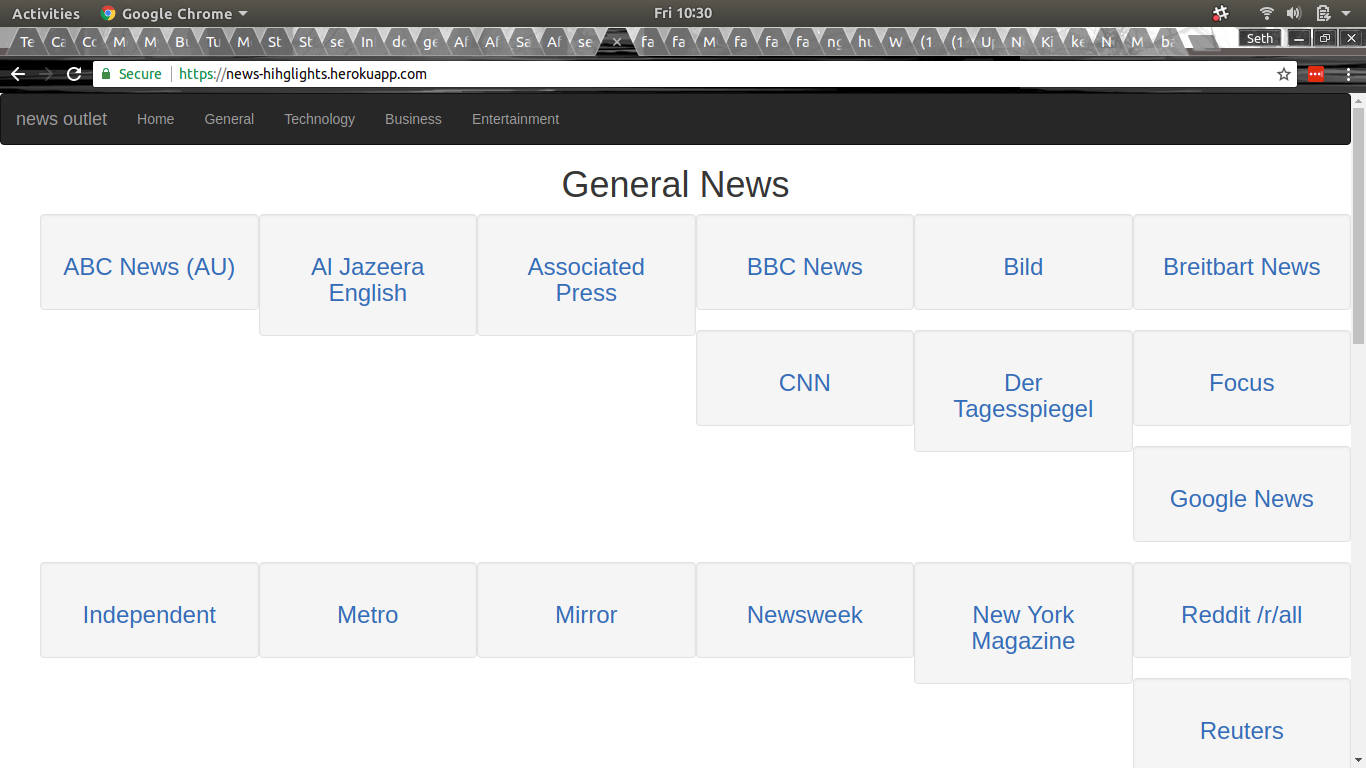 Activities Google Chrome Fri 10:30
Te Ca Co M M Bu Tu M St St se In do ge Af Af Sa Af se fa fa M fa fa fa ng hu W (1 (1 Up N Ki ke N M ba Seth
Secure https://news-hihglights.herokuapp.com
news outlet Home General Technology Business Entertainment
General News
ABC News (AU)
Al Jazeera
English
Associated
Press
BBC News
Bild
Breitbart News
CNN
Der
Tagesspiegel
Focus
Google News
Independent
Metro
Mirror
Newsweek
New York
Magazine
Reddit /r/all
Reuters